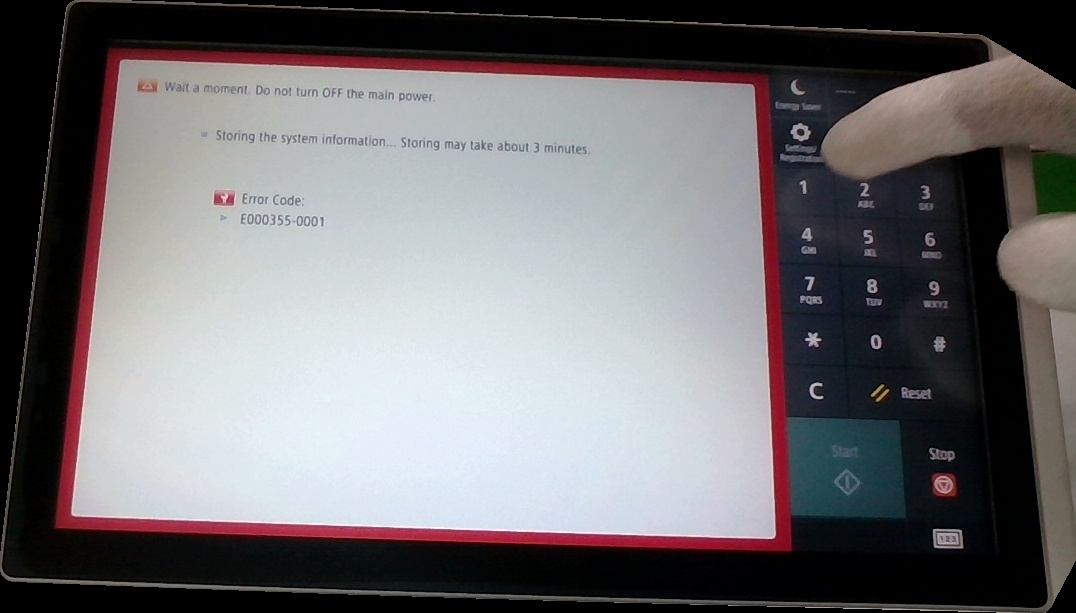 Wait a moment. Do not turn OFF the main power.
Storing the system information... Storing may take about 3 minutes.
Error Code:
E000355-0001
Energy Saver
Settings/
Registration
1
2
ABC
3
DEF
4
GHI
5
JKL
6
MNO
7
PQRS
8
TUV
9
WXYZ
*
0
#
C
Reset
Start
Stop
123